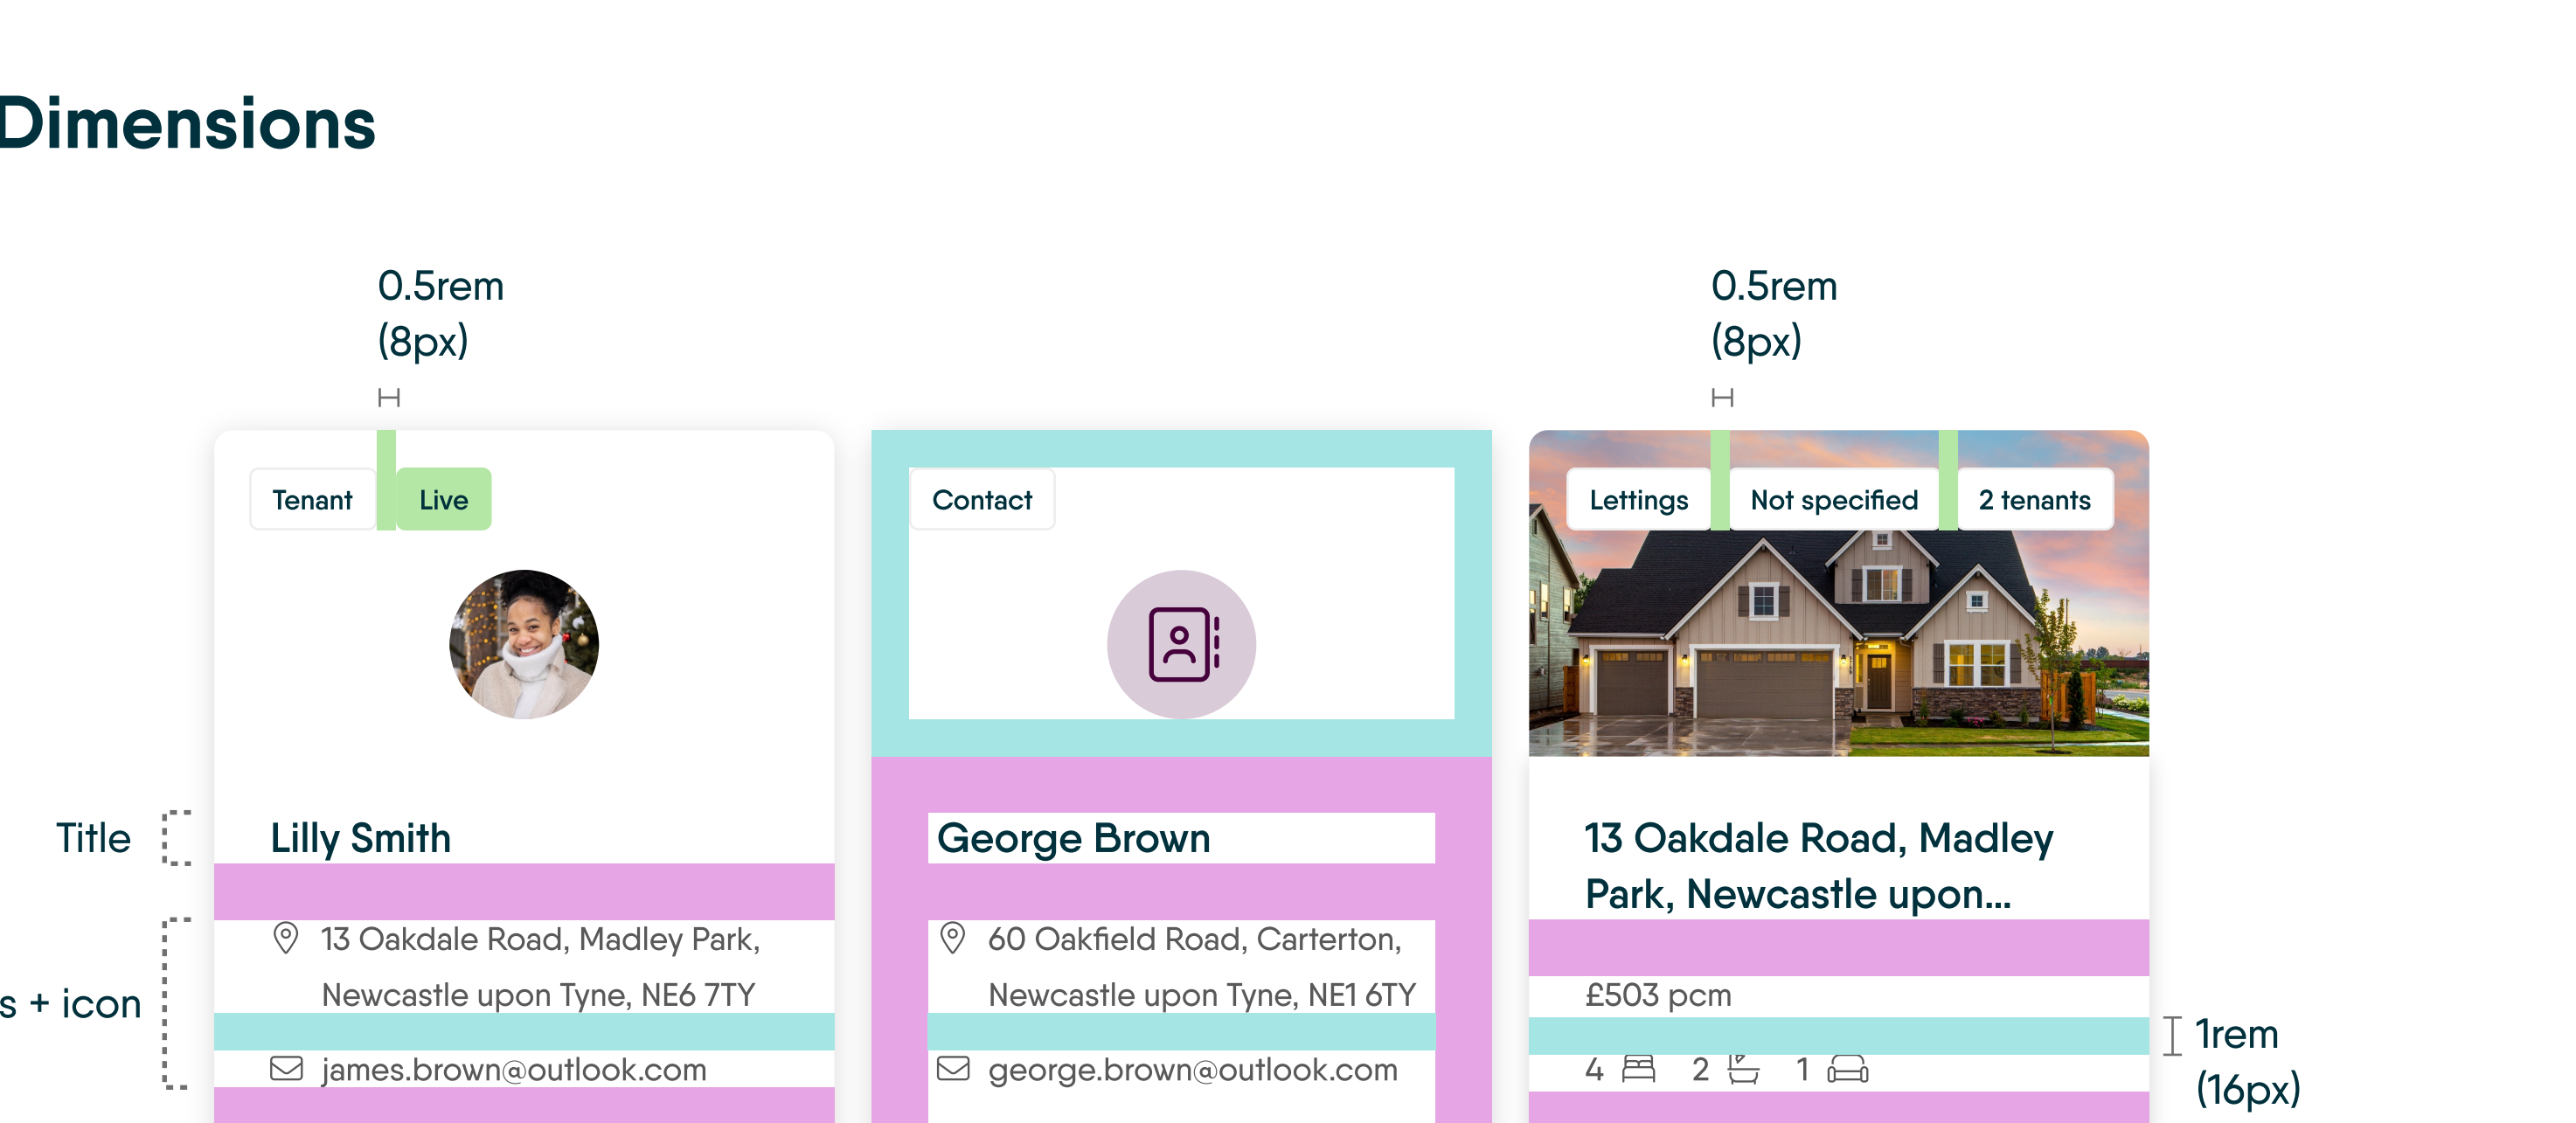 Dimensions
0.5rem
(8px)
0.5rem
(8px)
Tenant
Live
Contact
Lettings
Not specified
2 tenants
Title
Lilly Smith
George Brown
13 Oakdale Road, Madley
Park, Newcastle upon...
s + icon
13 Oakdale Road, Madley Park,
Newcastle upon Tyne, NE6 7TY
james.brown@outlook.com
60 Oakfield Road, Carterton,
Newcastle upon Tyne, NE1 6TY
george.brown@outlook.com
£503 pcm
4 2 1
1rem
(16px)